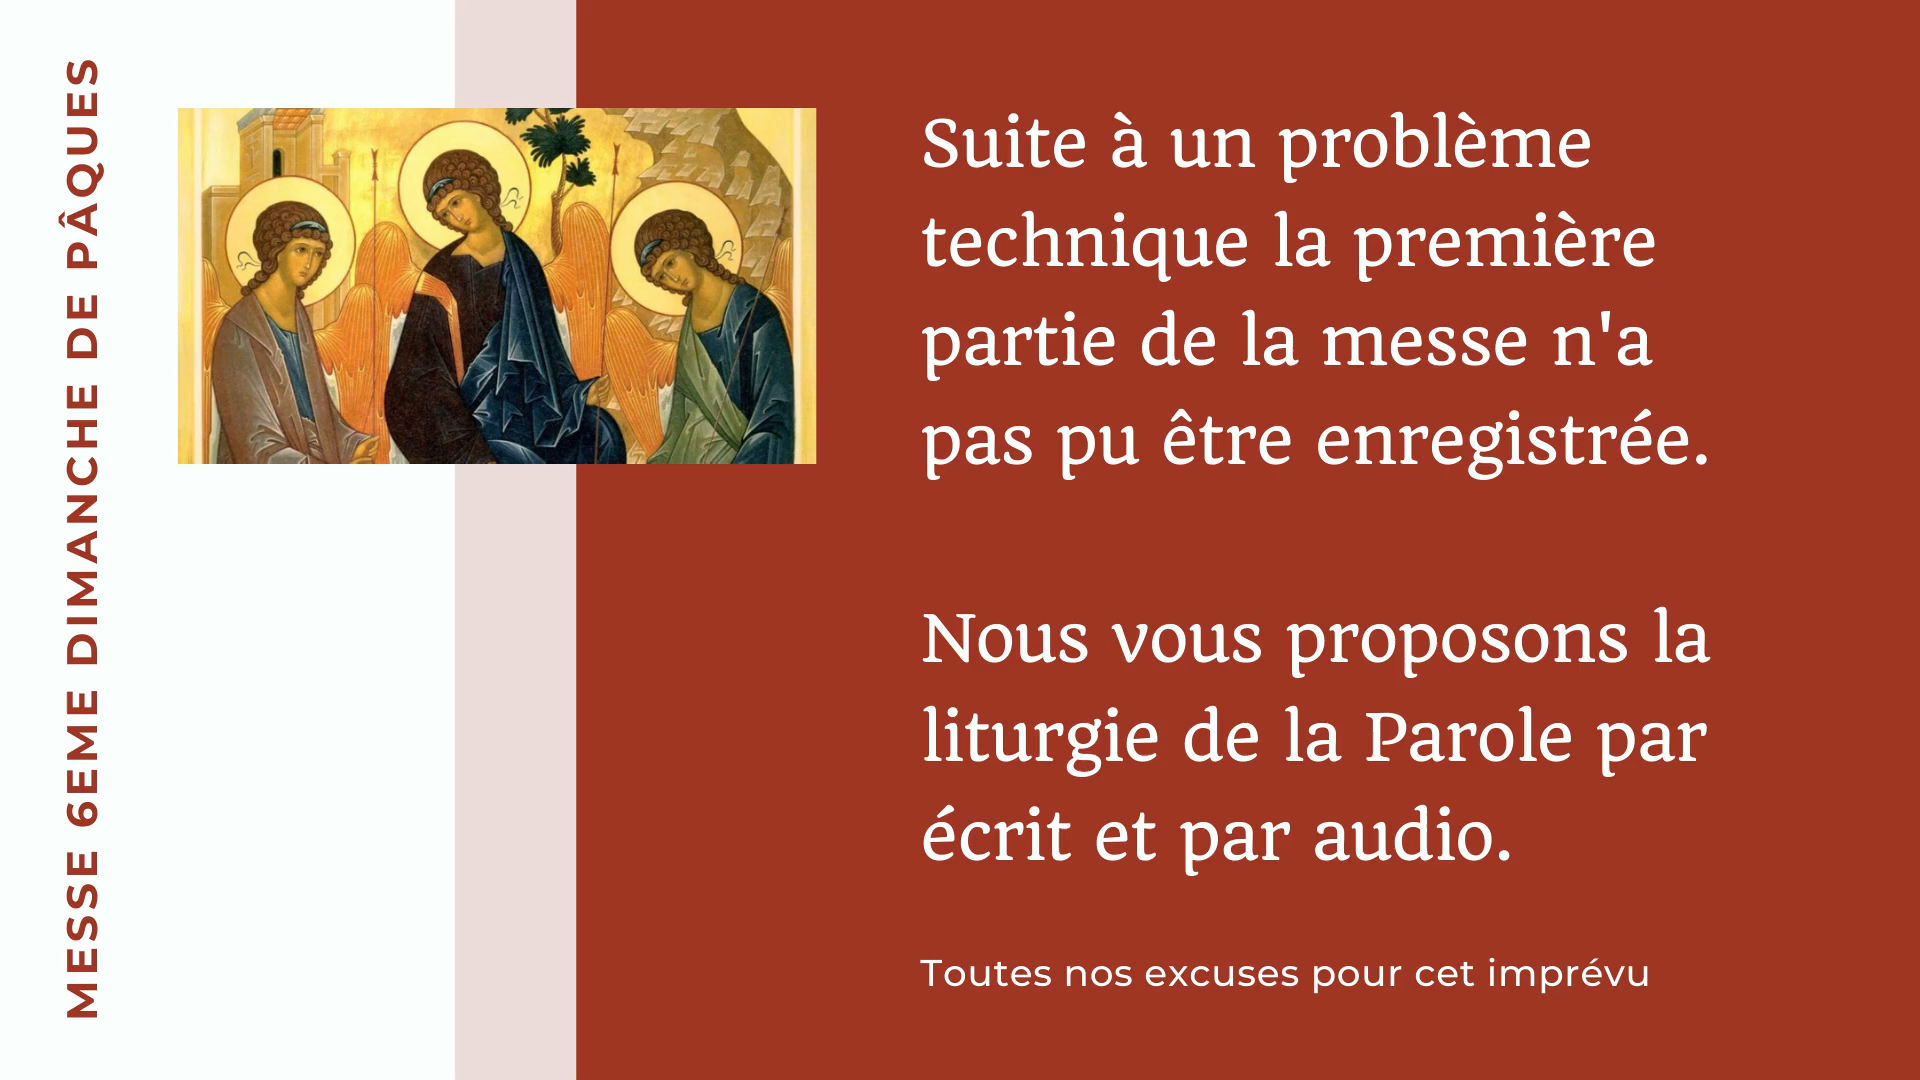 MESSE 6EME DIMANCHE DE PÂQUES
Suite à un problème
technique la première
partie de la messe n'a
pas pu être enregistrée.
Nous vous proposons la
liturgie de la Parole par
écrit et par audio.
Toutes nos excuses pour cet imprévu